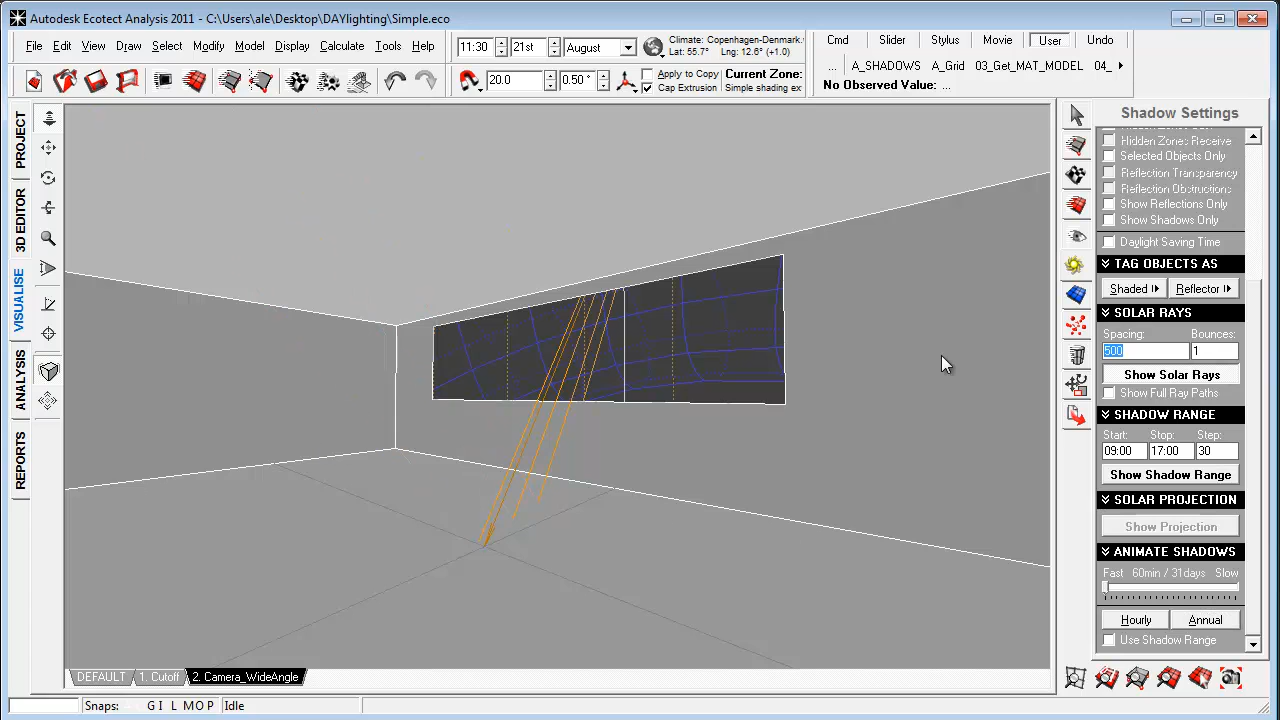 Autodesk Ecotect Analysis 2011 - C:\Users\ale\Desktop\DAYlighting\Simple.eco
File Edit View Draw Select Modify Model Display Calculate Tools Help
11:30 21st August
Climate: Copenhagen-Denmark.
Lat: 55.7° Lng: 12.6° (+1.0)
Cmd Slider Stylus Movie User Undo
... A_SHADOWS A_Grid 03_Get_MAT_MODEL 04_
No Observed Value: ...
20.0 0.50 °
Apply to Copy
Cap Extrusion
Current Zone
Simple shading ex
PROJECT
3D EDITOR
VISUALISE
ANALYSIS
REPORTS
Shadow Settings
Hidden Zones Receive
Selected Objects Only
Reflection Transparency
Reflection Obstructions
Show Reflections Only
Show Shadows Only
Daylight Saving Time
TAG OBJECTS AS
Shaded Reflector
SOLAR RAYS
Spacing: Bounces:
500 1
Show Solar Rays
Show Full Ray Paths
SHADOW RANGE
Start: Stop: Step:
09:00 17:00 30
Show Shadow Range
SOLAR PROJECTION
Show Projection
ANIMATE SHADOWS
Fast 60min / 31days Slow
Hourly Annual
Use Shadow Range
DEFAULT 1. Cutoff 2. Camera_WideAngle
Snaps: G I L M O P Idle